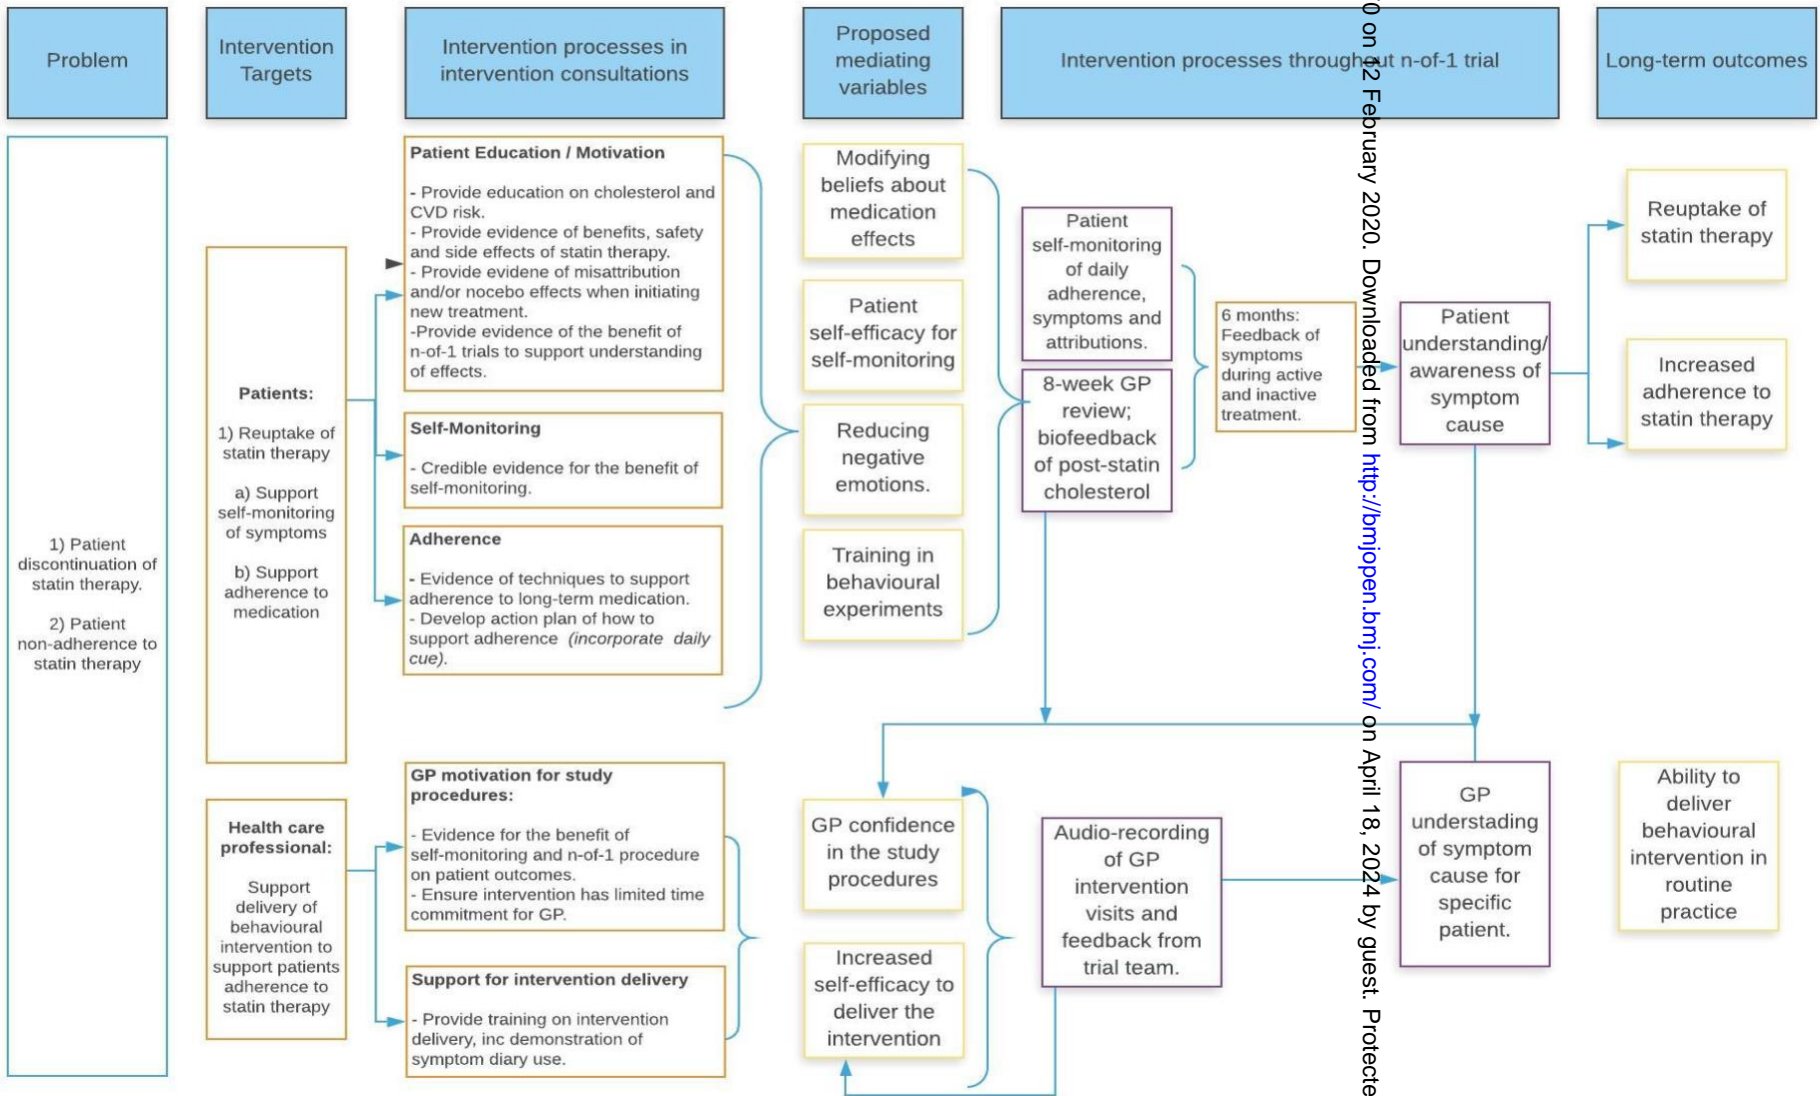 Problem
Intervention
Targets
Intervention processes in
intervention consultations
Proposed
mediating
variables
Intervention processes throughout n-of-1 trial
Long-term outcomes
1) Patient
discontinuation of
statin therapy.
2) Patient
non-adherence to
statin therapy
Patients:
1) Reuptake of
statin therapy
a) Support
self-monitoring
of symptoms
b) Support
adherence to
medication
Health care
professional:
Support
delivery of
behavioural
intervention to
support patients
adherence to
statin therapy
Patient Education / Motivation
- Provide education on cholesterol and
CVD risk.
- Provide evidence of benefits, safety
and side effects of statin therapy.
- Provide evidene of misattribution
and/or nocebo effects when initiating
new treatment.
-Provide evidence of the benefit of
n-of-1 trials to support understanding
of effects.
Self-Monitoring
- Credible evidence for the benefit of
self-monitoring.
Adherence
- Evidence of techniques to support
adherence to long-term medication.
- Develop action plan of how to
support adherence (incorporate daily
cue).
GP motivation for study
procedures:
- Evidence for the benefit of
self-monitoring and n-of-1 procedure
on patient outcomes.
- Ensure intervention has limited time
commitment for GP.
Support for intervention delivery
- Provide training on intervention
delivery, inc demonstration of
symptom diary use.
Modifying
beliefs about
medication
effects
Patient
self-efficacy for
self-monitoring
Reducing
negative
emotions.
Training in
behavioural
experiments
GP confidence
in the study
procedures
Increased
self-efficacy to
deliver the
intervention
Patient
self-monitoring
of daily
adherence,
symptoms and
attributions.
8-week GP
review;
biofeedback
of post-statin
cholesterol
6 months:
Feedback of
symptoms
during active
and inactive
treatment.
Patient
understanding/
awareness of
symptom
cause
Audio-recording
of GP
intervention
visits and
feedback from
trial team.
GP
understading
of symptom
cause for
specific
patient.
Reuptake of
statin therapy
Increased
adherence to
statin therapy
Ability to
deliver
behavioural
intervention in
routine
practice
0 on 12 February 2020. Downloaded from http://bmjopen.bmj.com/ on April 18, 2024 by guest. Protecte